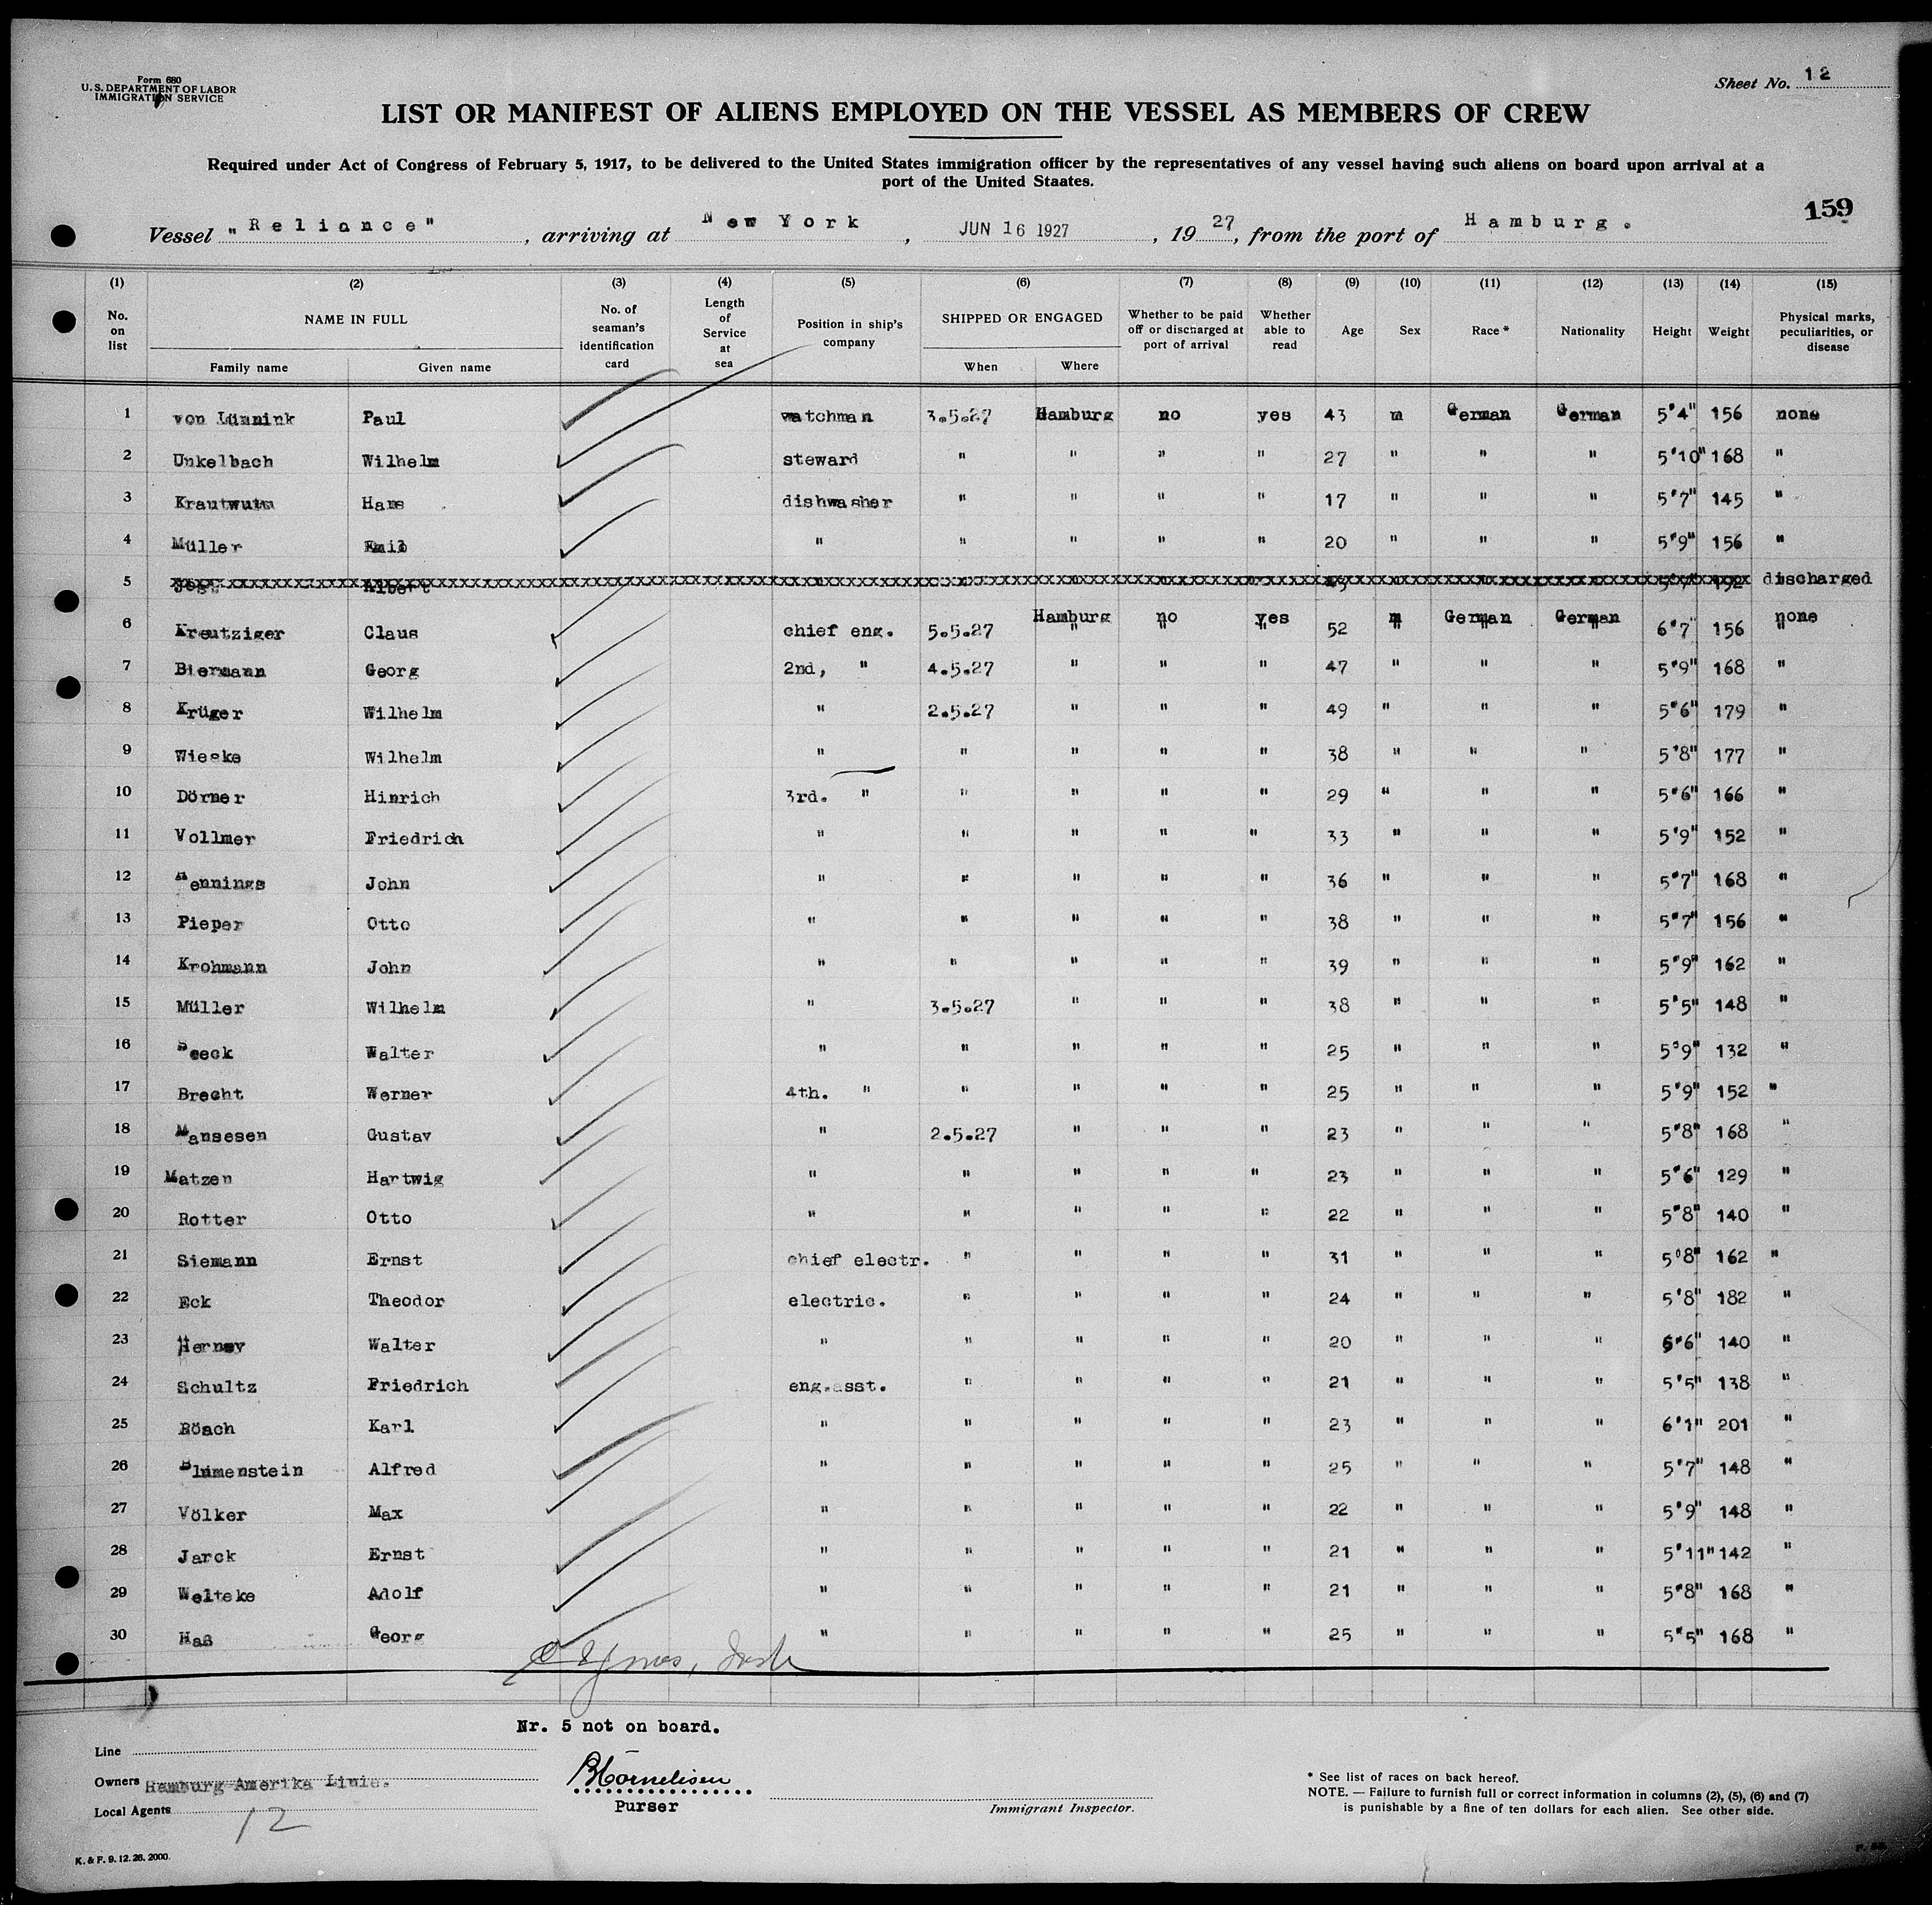 Form 680
U. S. DEPARTMENT OF LABOR
IMMIGRATION SERVICE
Sheet No. 12
LIST OR MANIFEST OF ALIENS EMPLOYED ON THE VESSEL AS MEMBERS OF CREW
Required under Act of Congress of February 5, 1917, to be delivered to the United States immigration officer by the representatives of any vessel having such aliens on board upon arrival at a
port of the United Staates.
159
Vessel "Reliance", arriving at New York, JUN 16 1927, 1927, from the port of Hamburg.
(1) (2) (3) (4) (5) (6) (7) (8) (9) (10) (11) (12) (13) (14) (15)
No. on list NAME IN FULL Family name Given name No. of seaman's identification card Length of Service at sea Position in ship's company SHIPPED OR ENGAGED When Where Whether to be paid off or discharged at port of arrival Whether able to read Age Sex Race * Nationality Height Weight Physical marks, peculiarities, or disease
1 von Paul watchman 3.5.27 Hamburg no yes 43 m German German 5'4" 156 none
2 Unkelbach Wilhelm steward " " " " 27 " " " 5'10" 168 "
3 Krautwurm Hans dishwasher " " " " 17 " " " 5'7" 145 "
4 Müller Emil " " " " " 20 " " " 5'9" 156 "
5 Albert discharged
6 Kreutziger Claus chief eng. 5.5.27 Hamburg no yes 52 m German German 6'7 156 none
7 Biermann Georg 2nd, " 4.5.27 " " " 47 " " " 5'9" 168 "
8 Krüger Wilhelm " 2.5.27 " " " 49 " " " 5'6" 179 "
9 Wieske Wilhelm " " " " " 38 " " " 5'8" 177 "
10 Dörner Hinrich 3rd. " " " " " 29 " " " 5'6" 166 "
11 Vollmer Friedrich " " " " " 33 " " " 5'9" 152 "
12 Hennings John " " " " " 36 " " " 5'7" 168 "
13 Pieper Otto " " " " " 38 " " " 5'7" 156 "
14 Krohmann John " " " " " 39 " " " 5'9" 162 "
15 Müller Wilhelm " 3.5.27 " " " 38 " " " 5'5" 148 "
16 Beeck Walter " " " " " 25 " " " 5'9" 132 "
17 Brecht Werner 4th. " " " " " 25 " " " 5'9" 152 "
18 Mansesen Gustav " 2.5.27 " " " 23 " " " 5'8" 168 "
19 Matzen Hartwig " " " " " 23 " " " 5'6" 129 "
20 Rotter Otto " " " " " 22 " " " 5'8" 140 "
21 Siemann Ernst chief electr. " " " " 31 " " " 5'8" 162 "
22 Eck Theodor electric. " " " " 24 " " " 5'8" 182 "
23 Walter " " " " " 20 " " " 5'6" 140 "
24 Schultz Friedrich eng.asst. " " " " 21 " " " 5'5" 138 "
25 Rösch Karl " " " " " 23 " " " 6'1" 201 "
26 Blumenstein Alfred " " " " " 25 " " " 5'7" 148 "
27 Völker Max " " " " " 22 " " " 5'9" 148 "
28 Jarck Ernst " " " " " 21 " " " 5'11" 142 "
29 Welteke Adolf " " " " " 21 " " " 5'8" 168 "
30 Haß Georg " " " " " 25 " " " 5'5" 168 "
Nr. 5 not on board.
Line
Owners Hamburg Amerika Linie.
Local Agents
12
Cornelisen
Purser
Immigrant Inspector.
* See list of races on back hereof.
NOTE. — Failure to furnish full or correct information in columns (2), (5), (6) and (7)
is punishable by a fine of ten dollars for each alien. See other side.
K. & F. 9. 12. 26. 2000.